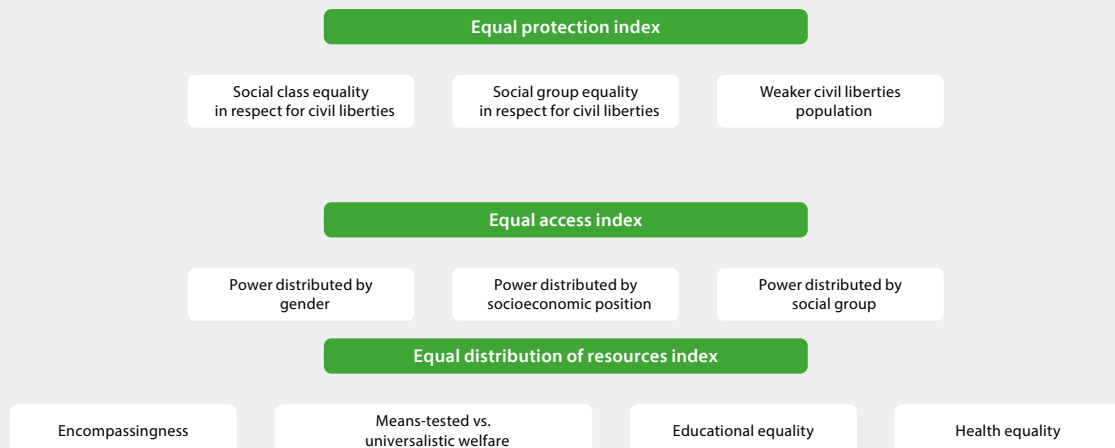 Equal protection index
Social class equality
in respect for civil liberties
Social group equality
in respect for civil liberties
Weaker civil liberties
population
Equal access index
Power distributed by
gender
Power distributed by
socioeconomic position
Power distributed by
social group
Equal distribution of resources index
Encompassingness
Means-tested vs.
universalistic welfare
Educational equality
Health equality